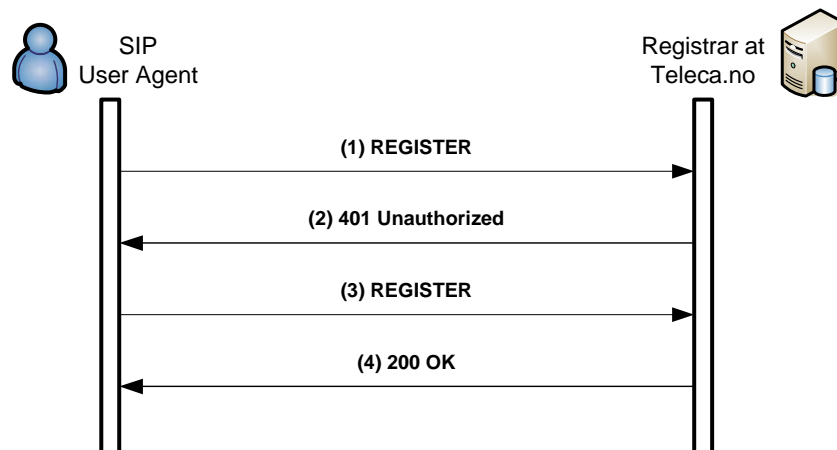 SIP
User Agent
Registrar at
Teleca.no
(1) REGISTER
(2) 401 Unauthorized
(3) REGISTER
(4) 200 OK